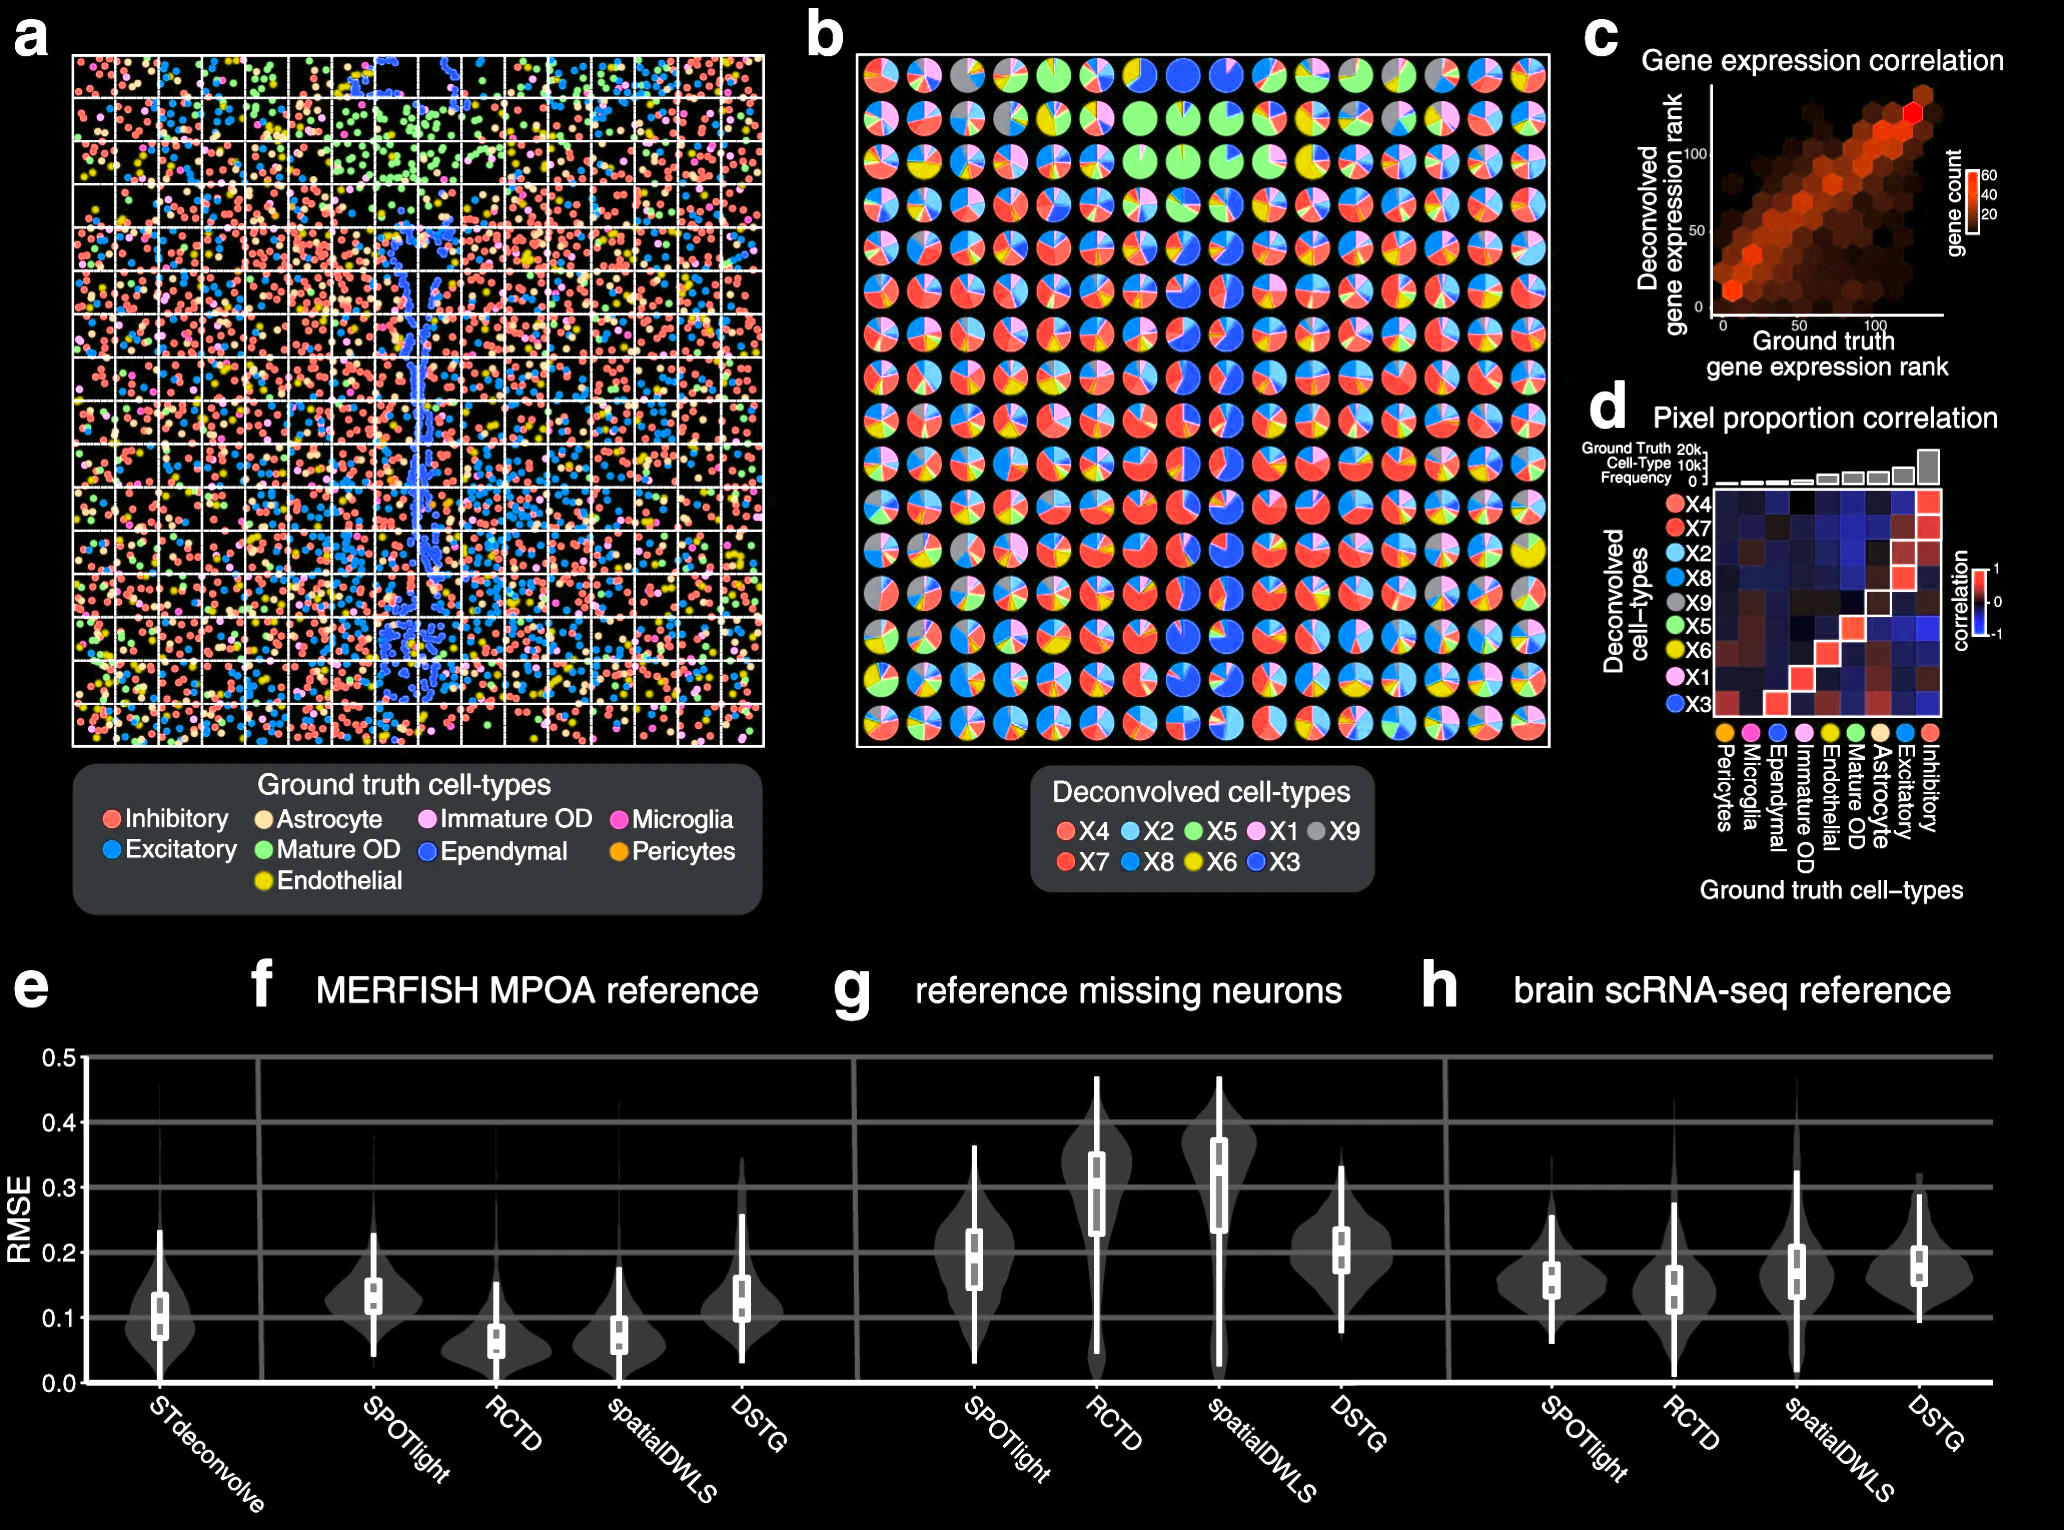 a
b
c
Gene expression correlation
Deconvolved
gene expression rank
100
50
0
0 50 100
Ground truth
gene expression rank
gene count
60
40
20
d
Pixel proportion correlation
Ground Truth
Cell-Type
Frequency
20k
10k
0
Deconvolved
cell-types
X4
X7
X2
X8
X9
X5
X6
X1
X3
correlation
1
0
-1
Pericytes
Microglia
Ependymal
Immature OD
Endothelial
Mature OD
Astrocyte
Excitatory
Inhibitory
Ground truth cell-types
Ground truth cell-types
Inhibitory Astrocyte Immature OD Microglia
Excitatory Mature OD Ependymal Pericytes
Endothelial
Deconvolved cell-types
X4 X2 X5 X1 X9
X7 X8 X6 X3
e
f MERFISH MPOA reference
g reference missing neurons
h brain scRNA-seq reference
RMSE
0.5
0.4
0.3
0.2
0.1
0.0
STdeconvolve
SPOTlight
RCTD
spatialDWLS
DSTG
SPOTlight
RCTD
spatialDWLS
DSTG
SPOTlight
RCTD
spatialDWLS
DSTG